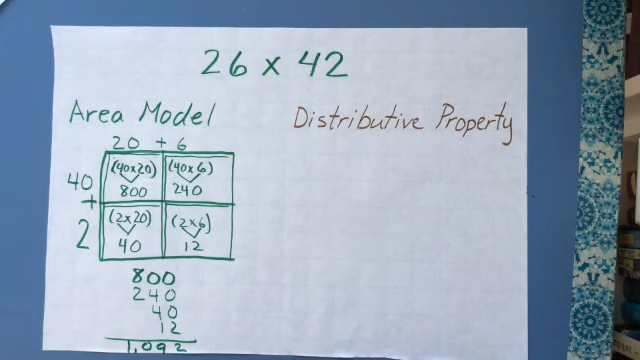 26 x 42
Area Model
Distributive Property
20 + 6
40 (40x20) (40x6)
800 240
+
2 (2x20) (2x6)
40 12
800
240
40
12
1,092